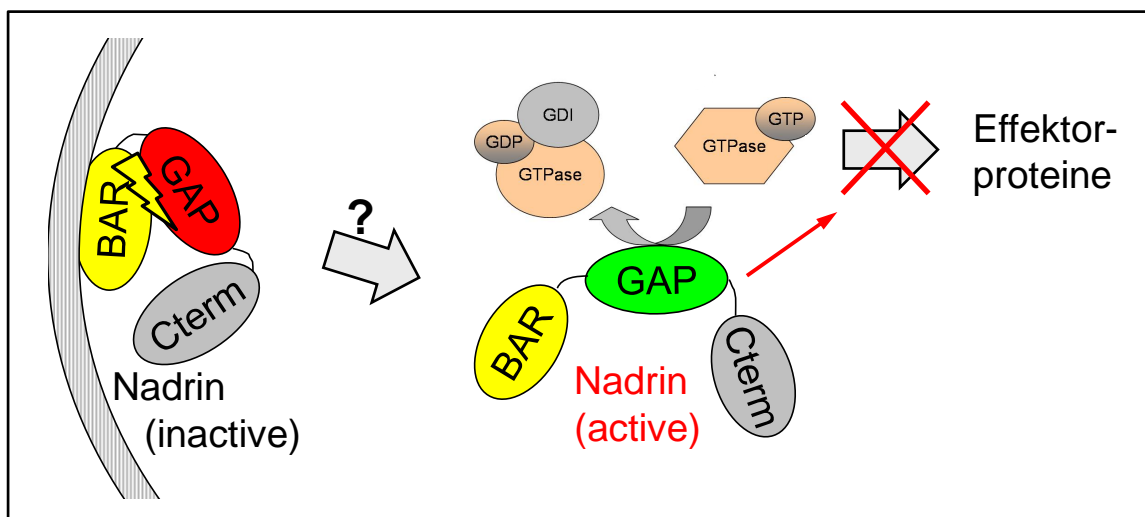 BAR
GAP
Cterm
Nadrin
(inactive)
?
GDI
GDP
GTPase
GTP
GTPase
GAP
BAR
Cterm
Nadrin
(active)
Effektor-
proteine